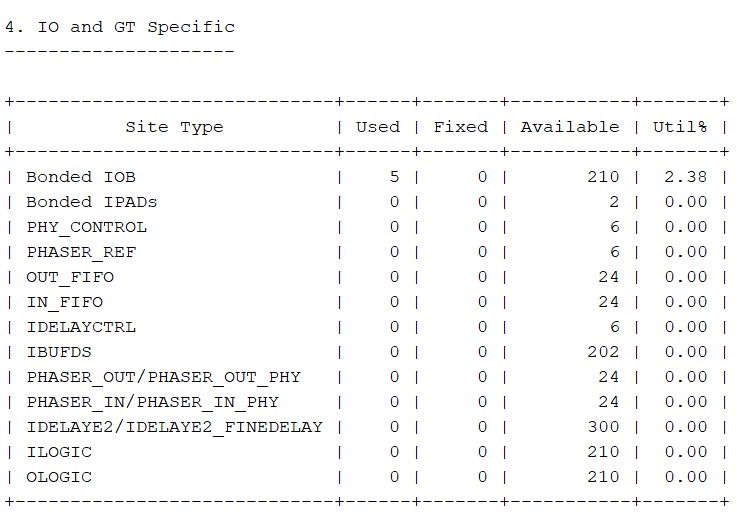 4. IO and GT Specific
---------------------
+-----------------------------+------+-------+-----------+-------+
|          Site Type          | Used | Fixed | Available | Util% |
+-----------------------------+------+-------+-----------+-------+
| Bonded IOB                  |    5 |     0 |       210 |  2.38 |
| Bonded IPADs                |    0 |     0 |         2 |  0.00 |
| PHY_CONTROL                 |    0 |     0 |         6 |  0.00 |
| PHASER_REF                  |    0 |     0 |         6 |  0.00 |
| OUT_FIFO                    |    0 |     0 |        24 |  0.00 |
| IN_FIFO                     |    0 |     0 |        24 |  0.00 |
| IDELAYCTRL                  |    0 |     0 |         6 |  0.00 |
| IBUFDS                      |    0 |     0 |       202 |  0.00 |
| PHASER_OUT/PHASER_OUT_PHY   |    0 |     0 |        24 |  0.00 |
| PHASER_IN/PHASER_IN_PHY     |    0 |     0 |        24 |  0.00 |
| IDELAYE2/IDELAYE2_FINEDELAY |    0 |     0 |       300 |  0.00 |
| ILOGIC                      |    0 |     0 |       210 |  0.00 |
| OLOGIC                      |    0 |     0 |       210 |  0.00 |
+-----------------------------+------+-------+-----------+-------+